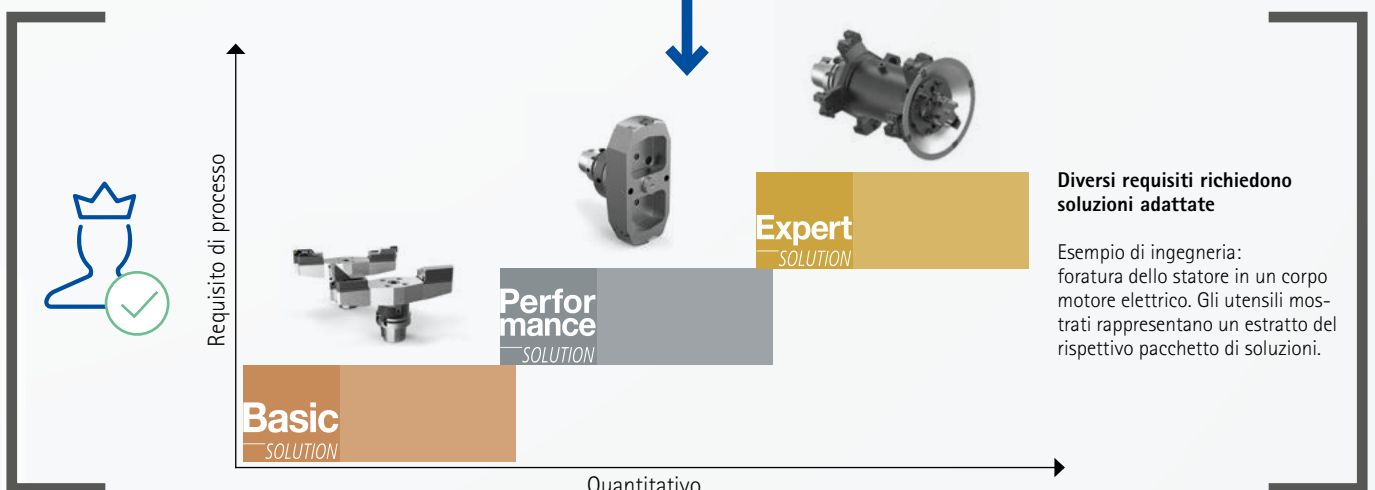 Requisito di processo
Expert
SOLUTION
Perfor
mance
SOLUTION
Basic
SOLUTION
Quantitativo
Diversi requisiti richiedono
soluzioni adattate
Esempio di ingegneria:
foratura dello statore in un corpo
motore elettrico. Gli utensili mos-
trati rappresentano un estratto del
rispettivo pacchetto di soluzioni.